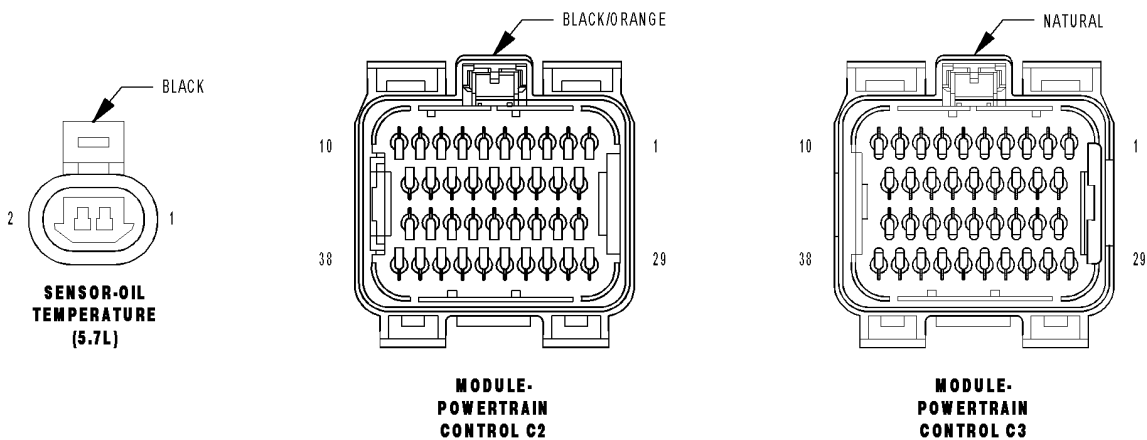 BLACK/ORANGE
NATURAL
BLACK
10
1
10
1
2
1
38
29
38
29
SENSOR-OIL
TEMPERATURE
(5.7L)
MODULE-
POWERTRAIN
CONTROL C2
MODULE-
POWERTRAIN
CONTROL C3